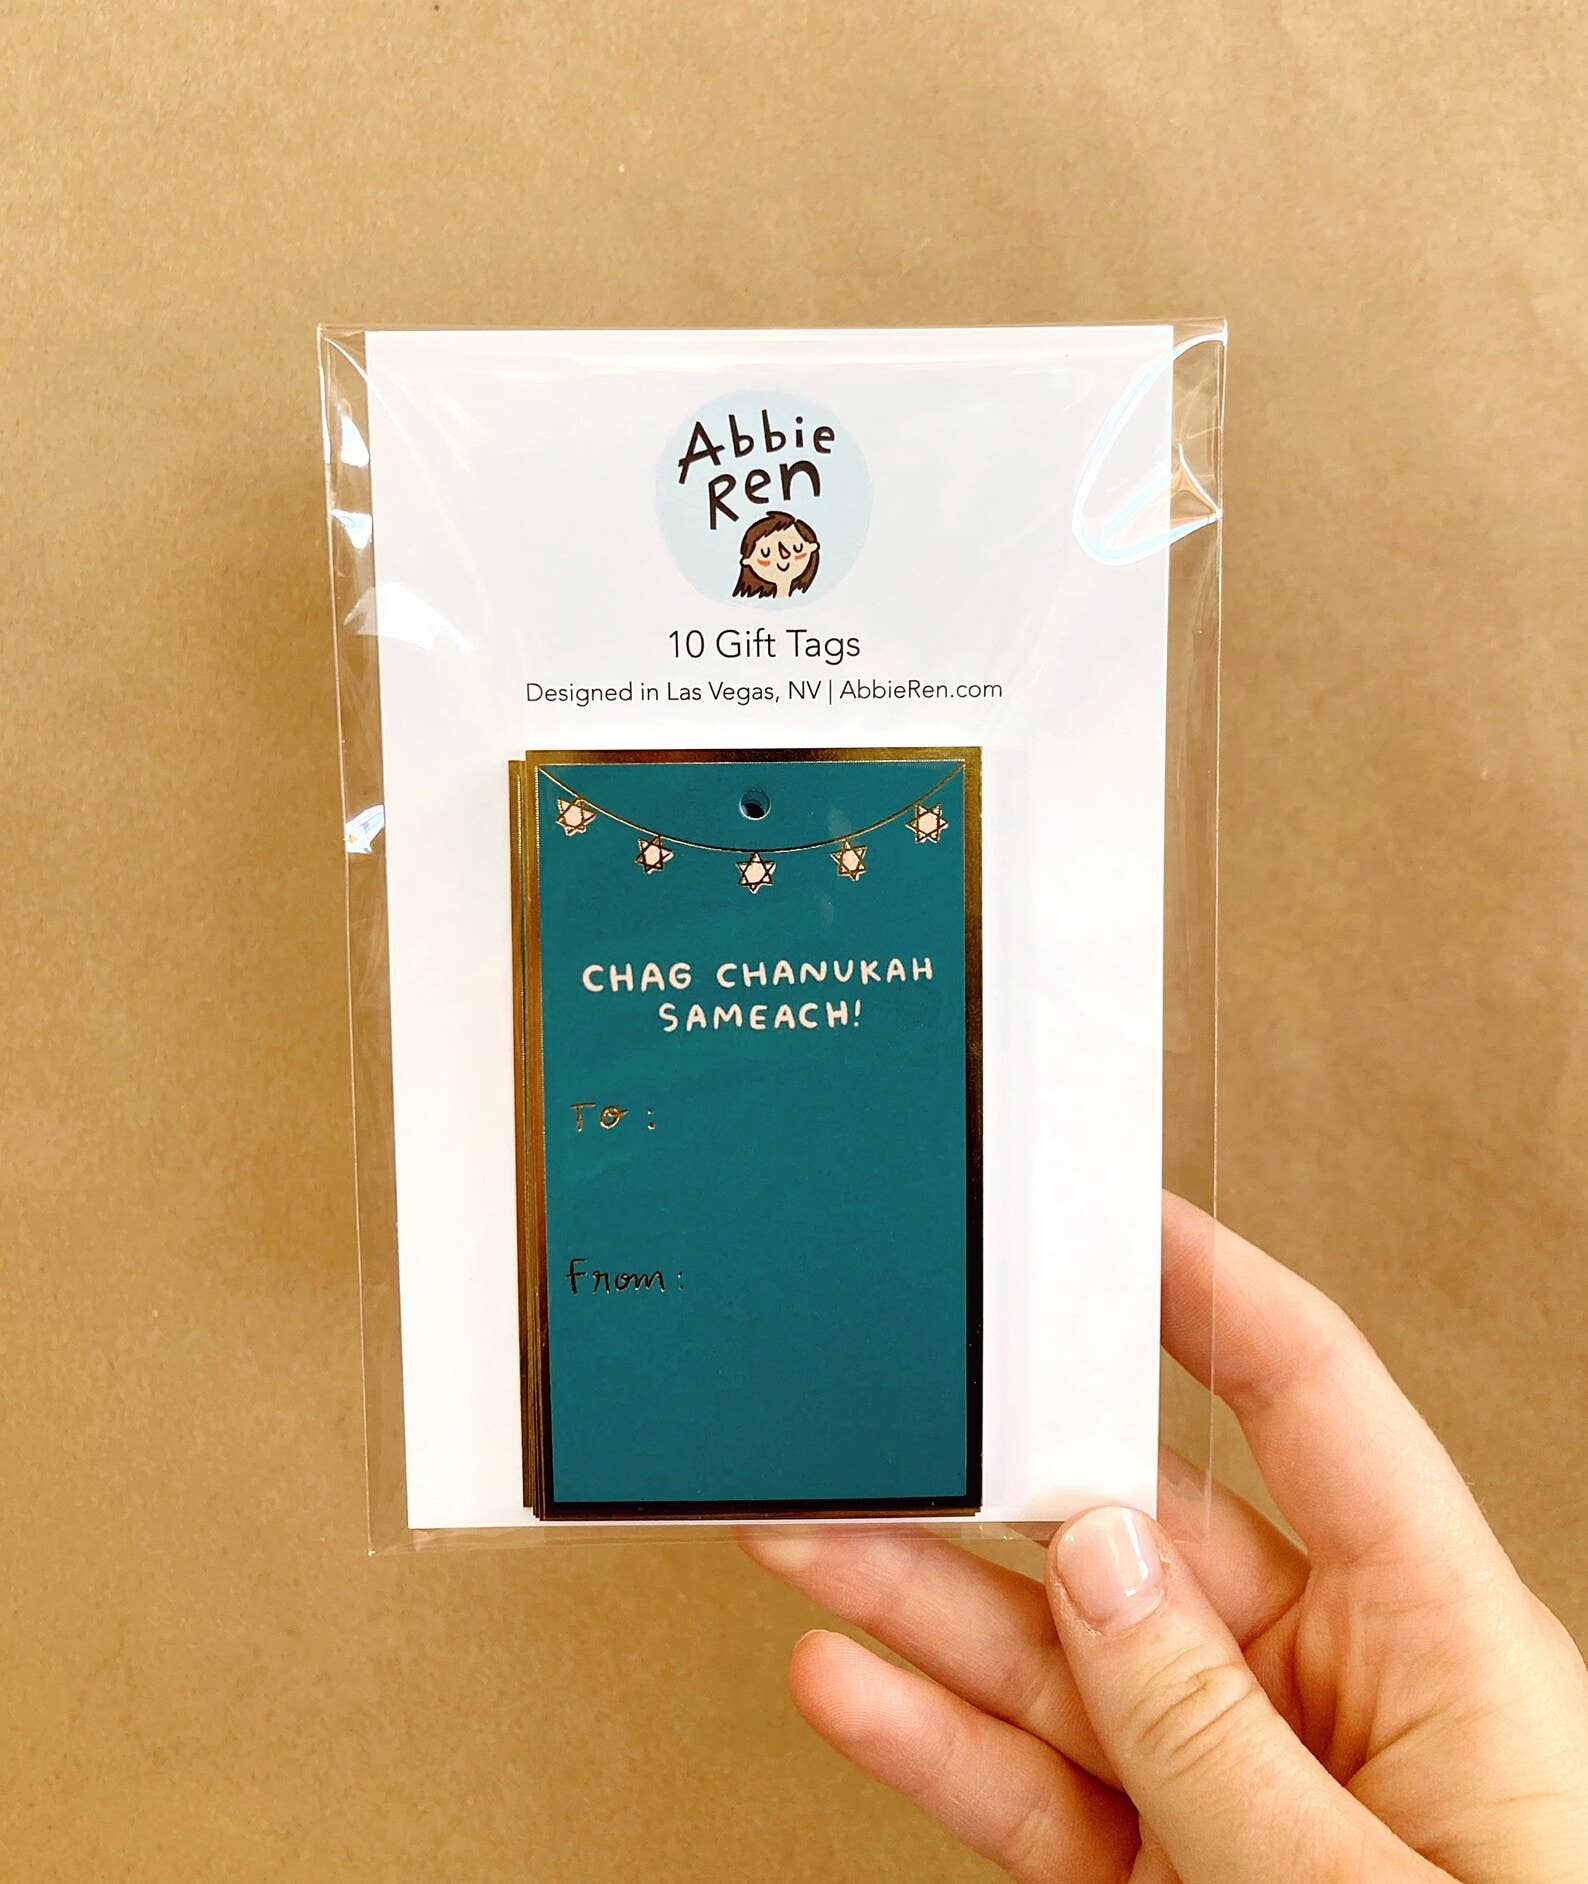 Abbie
Ren
10 Gift Tags
Designed in Las Vegas, NV | AbbieRen.com
CHAG CHANUKAH
SAMEACH!
To:
From: